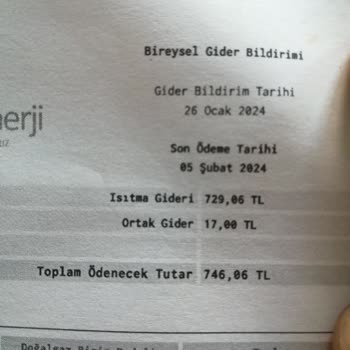 Bireysel Gider Bildirimi
Gider Bildirim Tarihi
26 Ocak 2024
nerji
Son Ödeme Tarihi
05 Şubat 2024
Isıtma Gideri 729,06 TL
Ortak Gider 17,00 TL
Toplam Ödenecek Tutar 746,06 TL